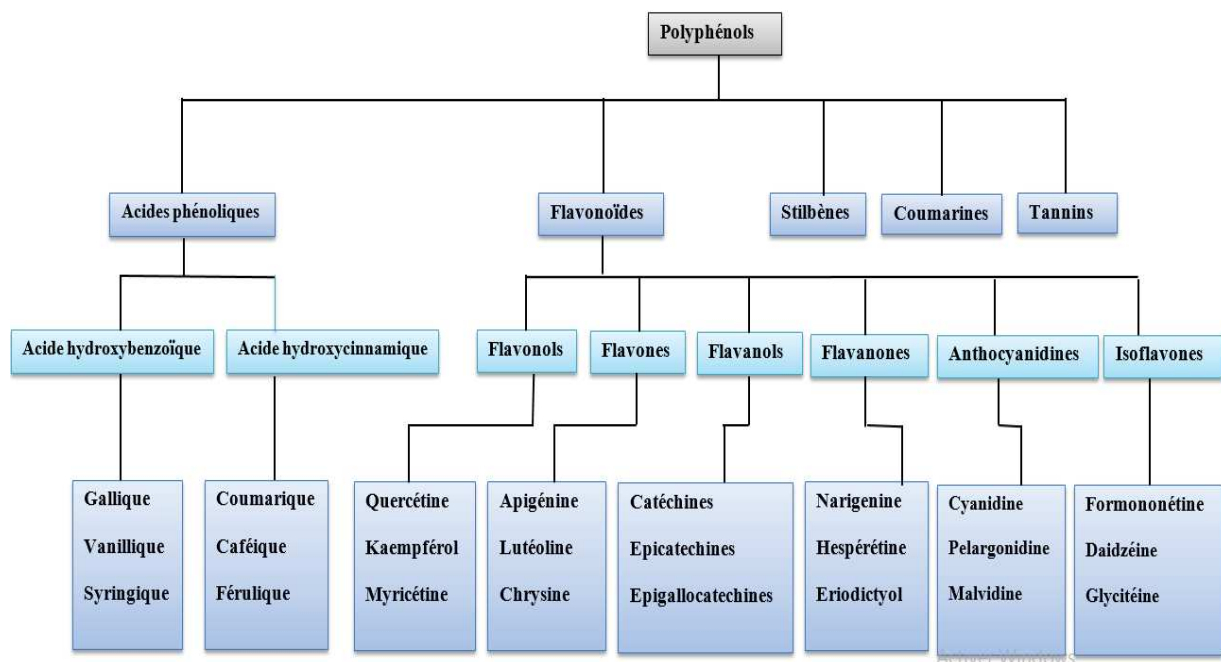 Polyphénols
Acides phénoliques
Flavonoïdes
Stilbènes
Coumarines
Tannins
Acide hydroxybenzoïque
Acide hydroxycinnamique
Flavonols
Flavones
Flavanols
Flavanones
Anthocyanidines
Isoflavones
Gallique
Vanillique
Syringique
Coumarique
Caféique
Férulique
Quercétine
Kaempférol
Myricétine
Apigénine
Lutéoline
Chrysine
Catéchines
Epicatechines
Epigallocatechines
Narigenine
Hespérétine
Eriodictyol
Cyanidine
Pelargonidine
Malvidine
Formononétine
Daidzéine
Glycitéine
Activer Windows